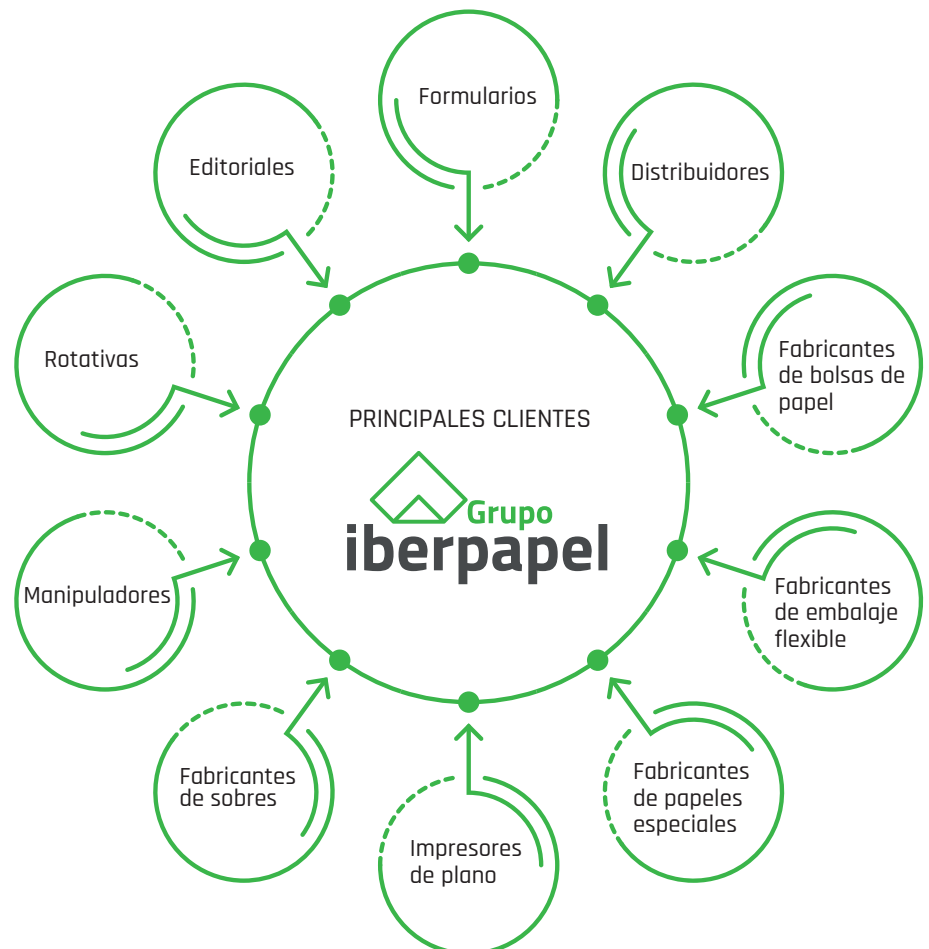 Formularios
Distribuidores
Fabricantes
de bolsas de
papel
Fabricantes
de embalaje
flexible
Fabricantes
de papeles
especiales
Impresores
de plano
Fabricantes
de sobres
Manipuladores
Rotativas
Editoriales
PRINCIPALES CLIENTES
Grupo
iberpapel